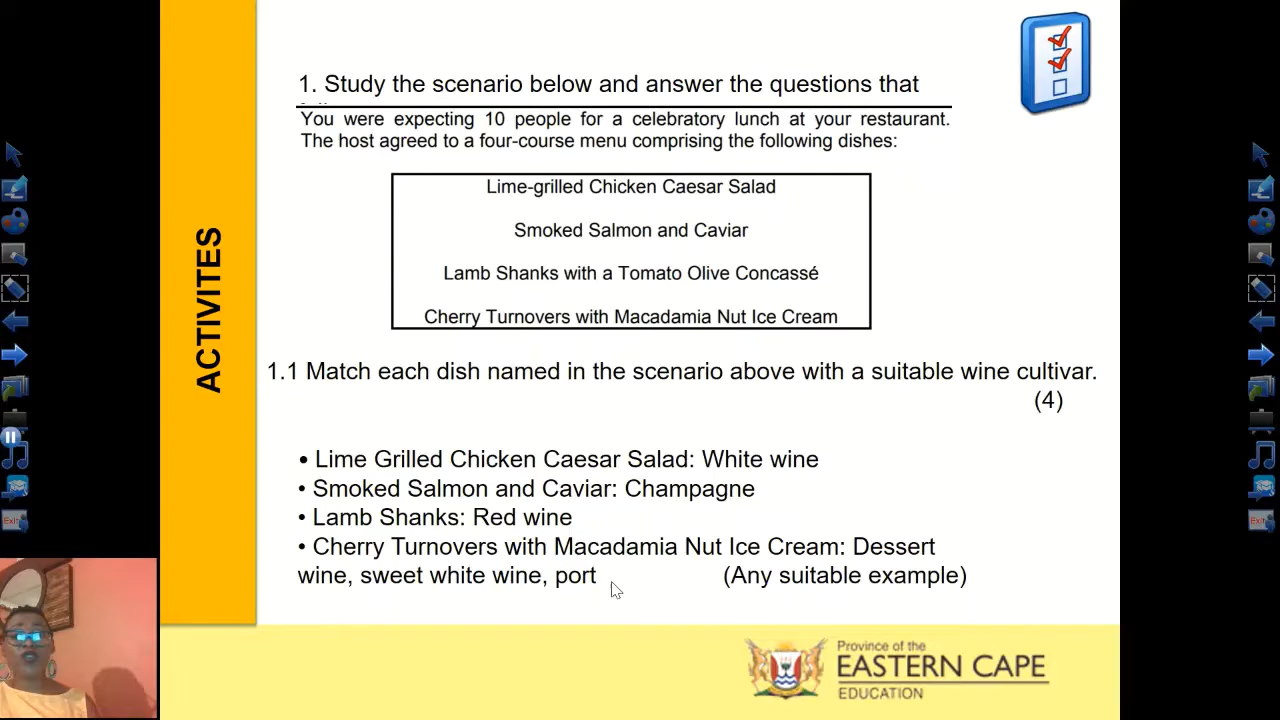 1. Study the scenario below and answer the questions that
You were expecting 10 people for a celebratory lunch at your restaurant.
The host agreed to a four-course menu comprising the following dishes:
Lime-grilled Chicken Caesar Salad
Smoked Salmon and Caviar
Lamb Shanks with a Tomato Olive Concassé
Cherry Turnovers with Macadamia Nut Ice Cream
ACTIVITES
1.1 Match each dish named in the scenario above with a suitable wine cultivar.
(4)
• Lime Grilled Chicken Caesar Salad: White wine
• Smoked Salmon and Caviar: Champagne
• Lamb Shanks: Red wine
• Cherry Turnovers with Macadamia Nut Ice Cream: Dessert
wine, sweet white wine, port (Any suitable example)
Province of the
EASTERN CAPE
EDUCATION
Exit
Exit